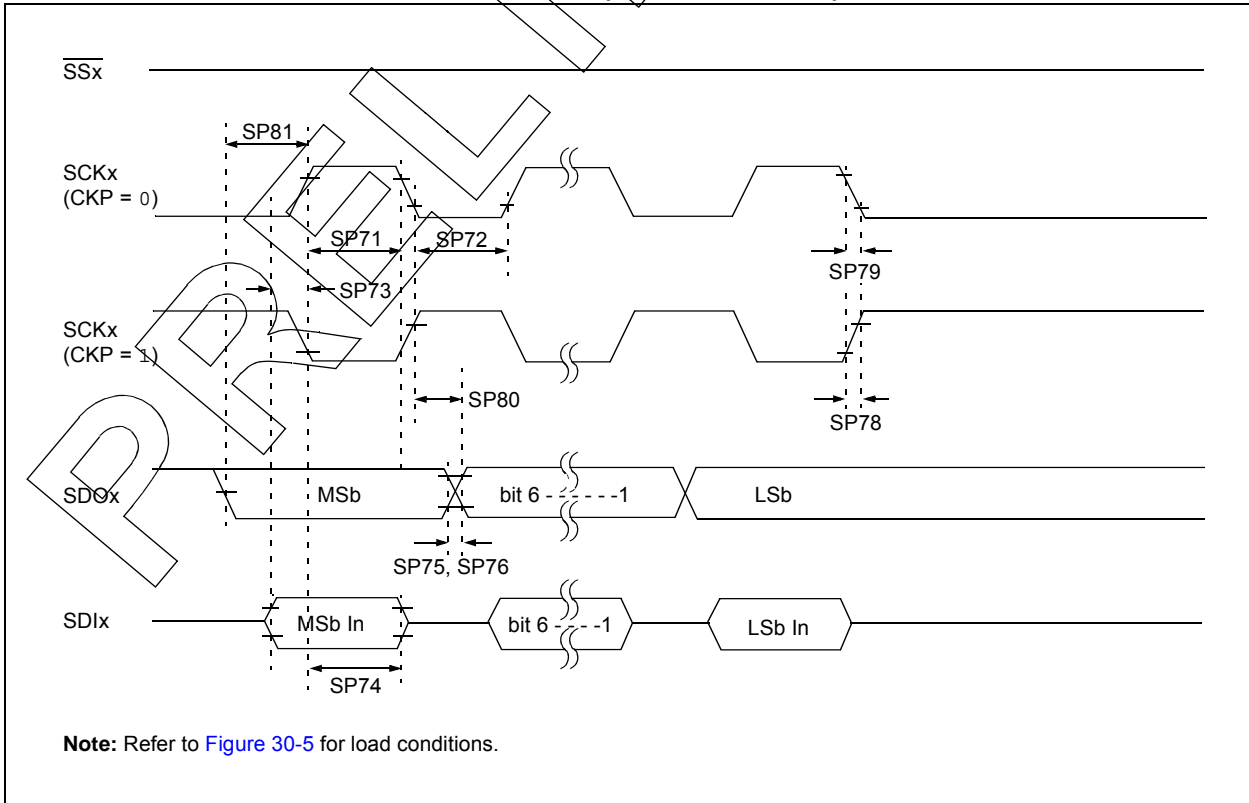 SSx
SP81
SCKx
(CKP = 0)
SP71
SP72
SP73
SP79
SCKx
(CKP = 1)
SP80
SP78
SDOx
MSb
bit 6 - - - - - -1
LSb
SP75, SP76
SDIx
MSb In
bit 6 - - - -1
LSb In
SP74
Note: Refer to Figure 30-5 for load conditions.
PREL